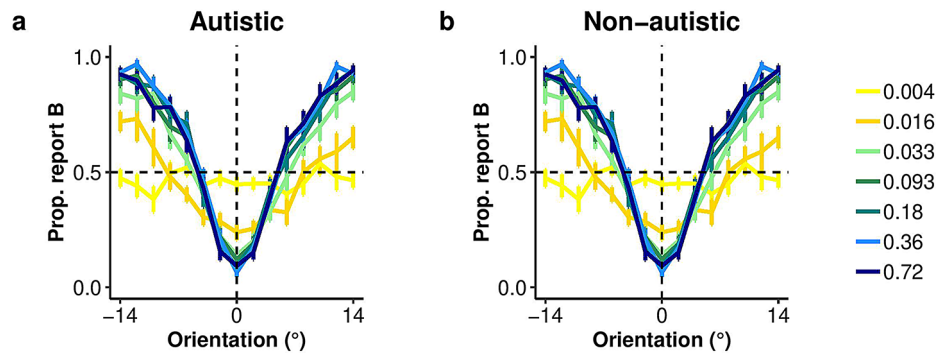 a Autistic
b Non−autistic
Prop. report B
1.0
0.5
0.0
−14 0 14
Orientation (°)
Prop. report B
1.0
0.5
0.0
−14 0 14
Orientation (°)
0.004
0.016
0.033
0.093
0.18
0.36
0.72